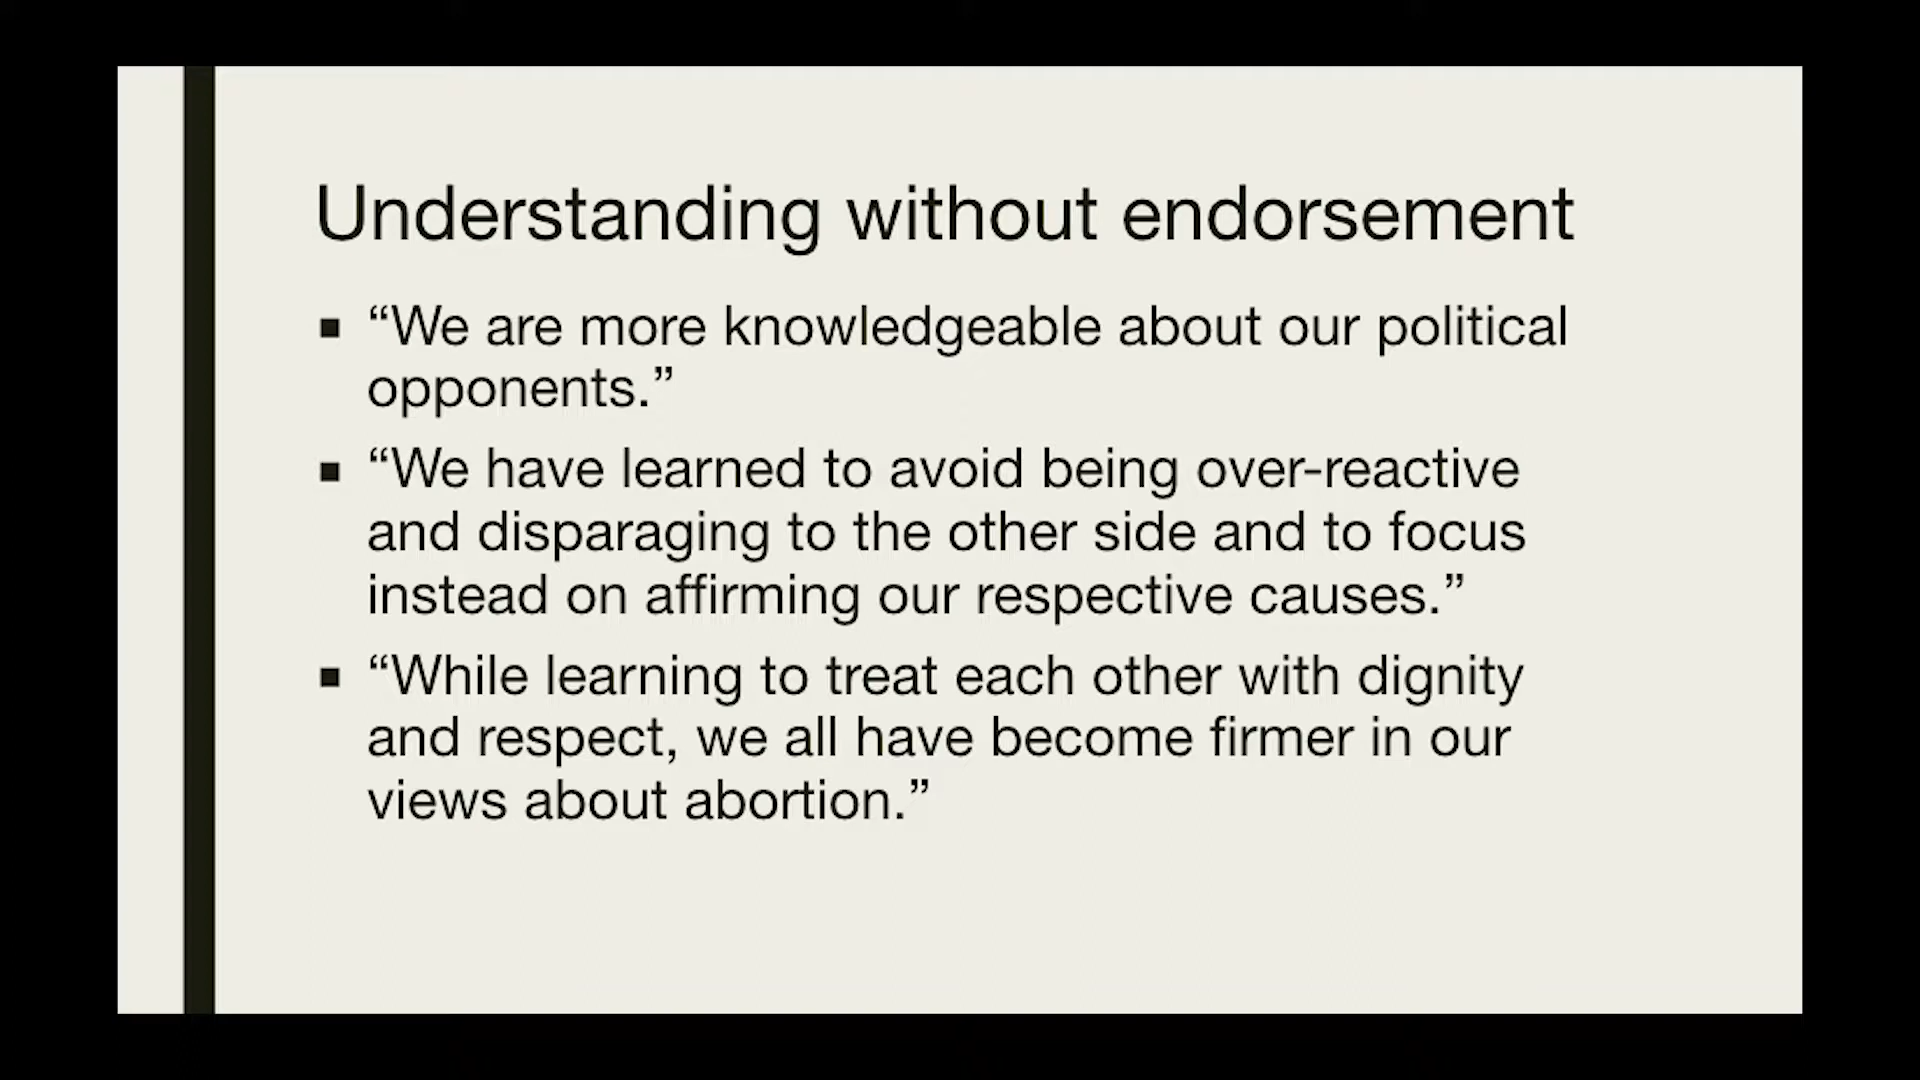 Understanding without endorsement
▪ “We are more knowledgeable about our political
opponents.”
▪ “We have learned to avoid being over-reactive
and disparaging to the other side and to focus
instead on affirming our respective causes.”
▪ “While learning to treat each other with dignity
and respect, we all have become firmer in our
views about abortion.”